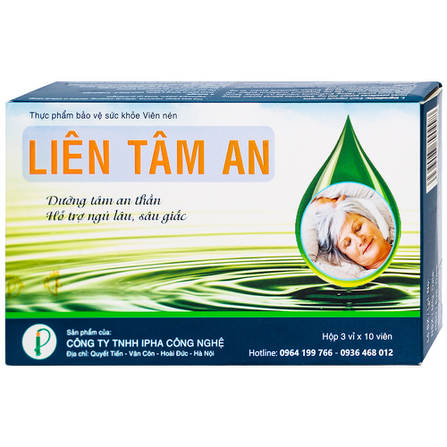 Thực phẩm bảo vệ sức khỏe Viên nén
LIÊN TÂM AN
Dưỡng tâm an thần
Hỗ trợ ngủ lâu, sâu giấc
Sản phẩm của:
CÔNG TY TNHH IPHA CÔNG NGHỆ
Địa chỉ: Quyết Tiến - Vân Côn - Hoài Đức - Hà Nội
Hộp 3 vỉ x 10 viên
Hotline: 0964 199 766 - 0936 468 012